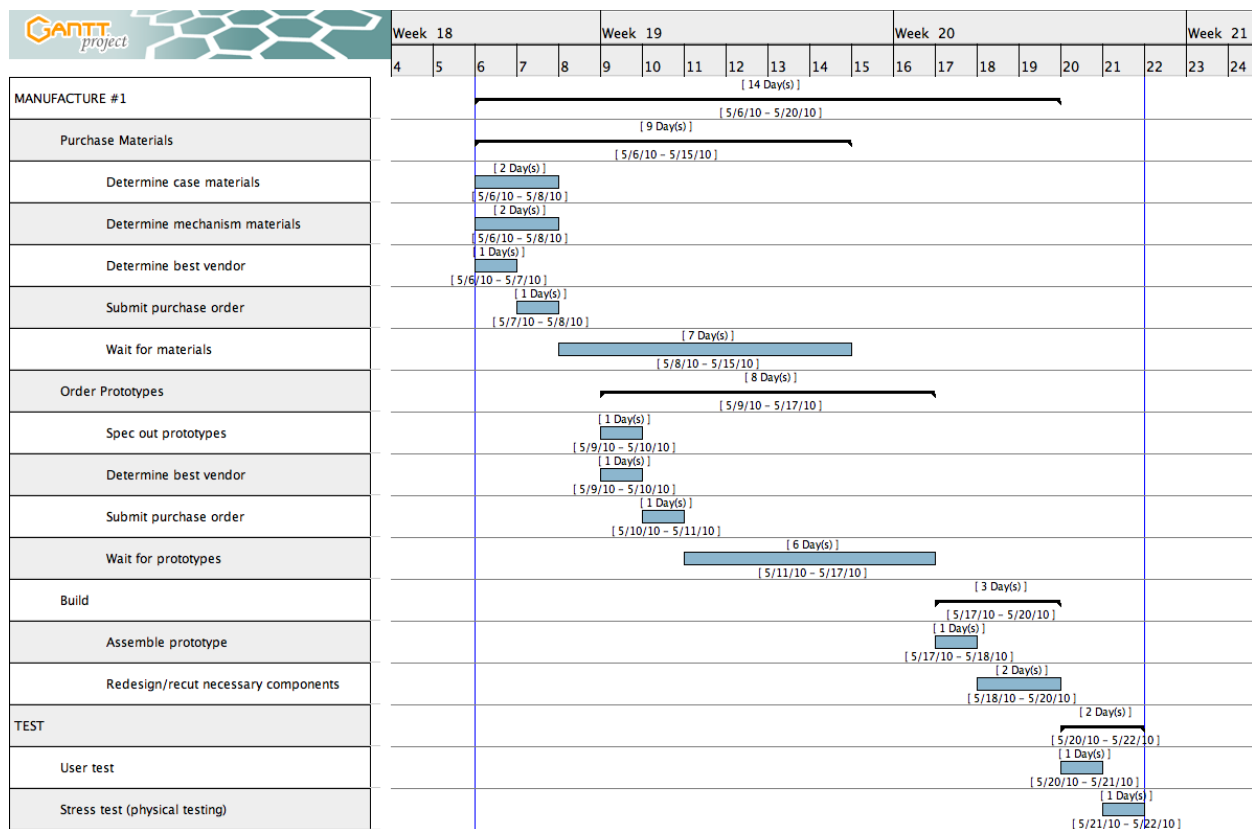 GANTT
project
Week 18 Week 19 Week 20 Week 21
4 5 6 7 8 9 10 11 12 13 14 15 16 17 18 19 20 21 22 23 24
MANUFACTURE #1
[ 14 Day(s) ]
[ 5/6/10 – 5/20/10 ]
Purchase Materials
[ 9 Day(s) ]
[ 5/6/10 – 5/15/10 ]
Determine case materials
[ 2 Day(s) ]
[ 5/6/10 – 5/8/10 ]
Determine mechanism materials
[ 2 Day(s) ]
[ 5/6/10 – 5/8/10 ]
Determine best vendor
[ 1 Day(s) ]
[ 5/6/10 – 5/7/10 ]
Submit purchase order
[ 1 Day(s) ]
[ 5/7/10 – 5/8/10 ]
Wait for materials
[ 7 Day(s) ]
[ 5/8/10 – 5/15/10 ]
Order Prototypes
[ 8 Day(s) ]
[ 5/9/10 – 5/17/10 ]
Spec out prototypes
[ 1 Day(s) ]
[ 5/9/10 – 5/10/10 ]
Determine best vendor
[ 1 Day(s) ]
[ 5/9/10 – 5/10/10 ]
Submit purchase order
[ 1 Day(s) ]
[ 5/10/10 – 5/11/10 ]
Wait for prototypes
[ 6 Day(s) ]
[ 5/11/10 – 5/17/10 ]
Build
[ 3 Day(s) ]
[ 5/17/10 – 5/20/10 ]
Assemble prototype
[ 1 Day(s) ]
[ 5/17/10 – 5/18/10 ]
Redesign/recut necessary components
[ 2 Day(s) ]
[ 5/18/10 – 5/20/10 ]
TEST
[ 2 Day(s) ]
[ 5/20/10 – 5/22/10 ]
User test
[ 1 Day(s) ]
[ 5/20/10 – 5/21/10 ]
Stress test (physical testing)
[ 1 Day(s) ]
[ 5/21/10 – 5/22/10 ]